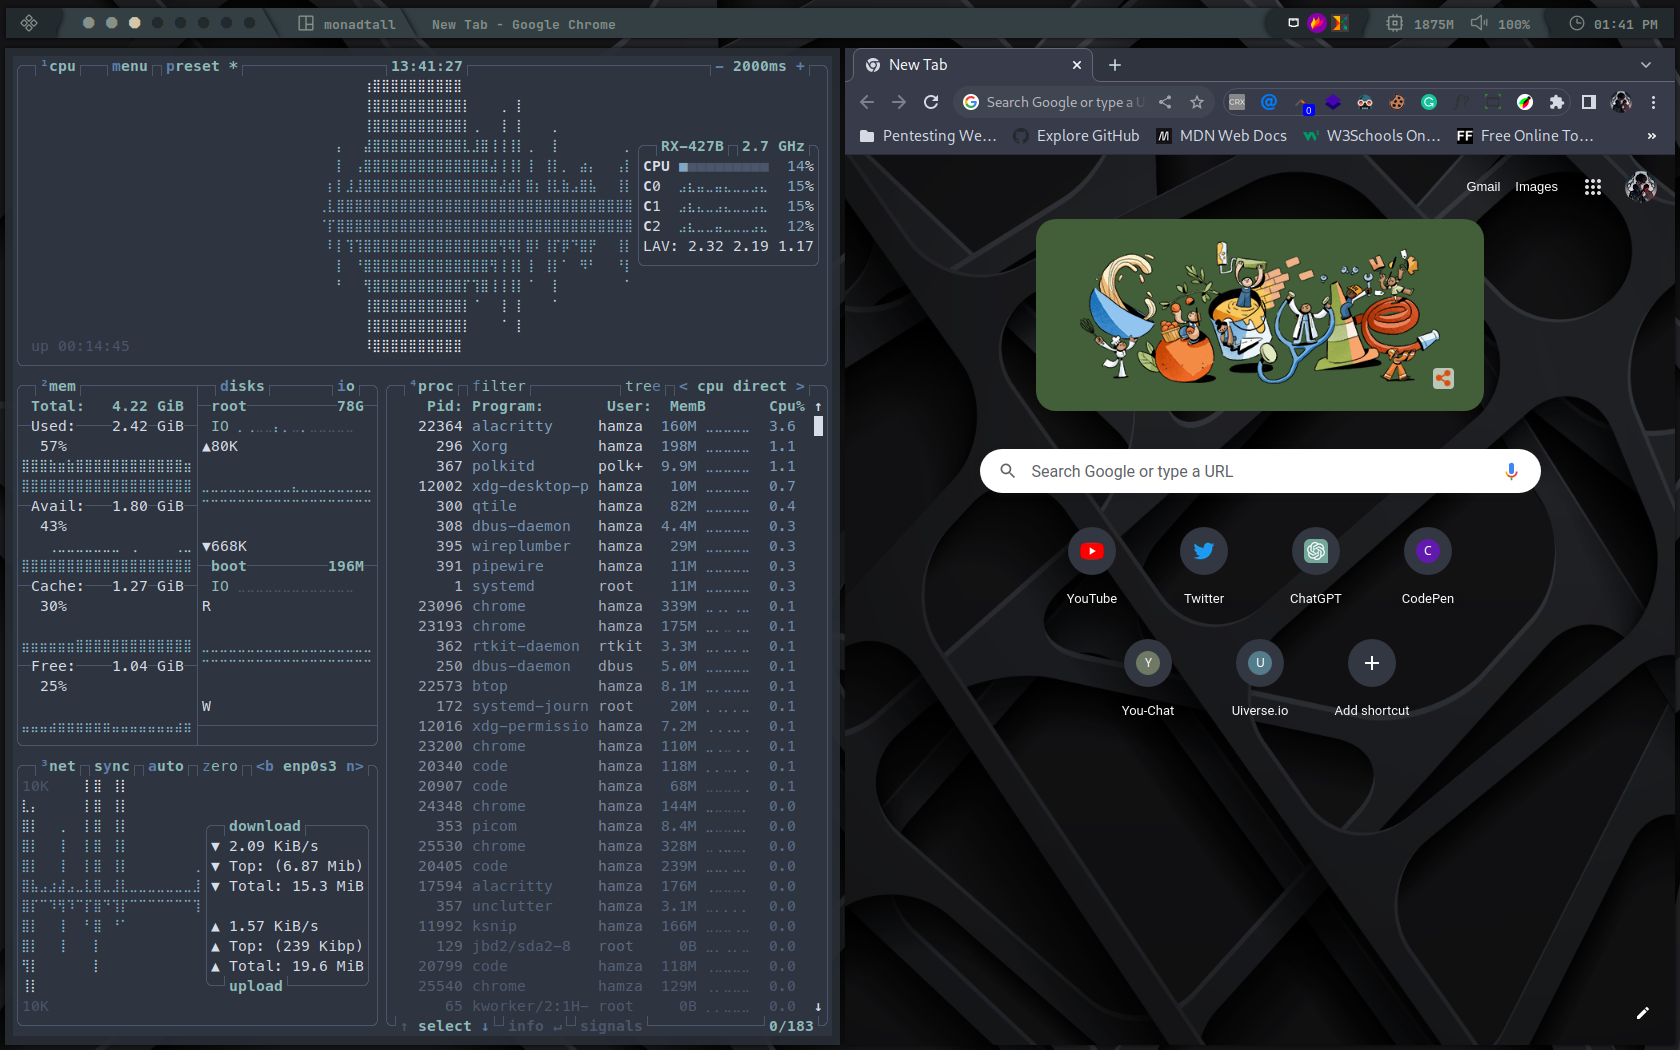 monadtall
New Tab - Google Chrome
1875M
100%
01:41 PM
¹cpu menu preset * 13:41:27 - 2000ms +
RX-427B 2.7 GHz
CPU 14%
C0 15%
C1 15%
C2 12%
LAV: 2.32 2.19 1.17
up 00:14:45
²mem disks io
Total: 4.22 GiB
Used: 2.42 GiB
57%
Avail: 1.80 GiB
43%
Cache: 1.27 GiB
30%
Free: 1.04 GiB
25%
root 78G
IO
▲80K
▼668K
boot 196M
IO
R
W
³net sync auto zero <b enp0s3 n>
10K
download
▼ 2.09 KiB/s
▼ Top: (6.87 Mib)
▼ Total: 15.3 MiB
▲ 1.57 KiB/s
▲ Top: (239 Kibp)
▲ Total: 19.6 MiB
upload
10K
⁴proc filter tree < cpu direct >
Pid: Program: User: MemB Cpu% ↑
22364 alacritty hamza 160M 3.6
296 Xorg hamza 198M 1.1
367 polkitd polk+ 9.9M 1.1
12002 xdg-desktop-p hamza 10M 0.7
300 qtile hamza 82M 0.4
308 dbus-daemon hamza 4.4M 0.3
395 wireplumber hamza 29M 0.3
391 pipewire hamza 11M 0.3
1 systemd root 11M 0.3
23096 chrome hamza 339M 0.1
23193 chrome hamza 175M 0.1
362 rtkit-daemon rtkit 3.3M 0.1
250 dbus-daemon dbus 5.0M 0.1
22573 btop hamza 8.1M 0.1
172 systemd-journ root 20M 0.1
12016 xdg-permissio hamza 7.2M 0.1
23200 chrome hamza 110M 0.1
20340 code hamza 118M 0.1
20907 code hamza 68M 0.1
24348 chrome hamza 144M 0.0
353 picom hamza 8.4M 0.0
25530 chrome hamza 328M 0.0
20405 code hamza 239M 0.0
17594 alacritty hamza 176M 0.0
357 unclutter hamza 3.1M 0.0
11992 ksnip hamza 166M 0.0
129 jbd2/sda2-8 root 0B 0.0
20799 code hamza 118M 0.0
25540 chrome hamza 129M 0.0
65 kworker/2:1H- root 0B 0.0 ↓
↑ select ↓ info ↵ signals 0/183
New Tab
Search Google or type a U
CRX
0
Pentesting We...
Explore GitHub
MDN Web Docs
W3Schools On...
FF Free Online To...
»
Gmail Images
Search Google or type a URL
YouTube
Twitter
ChatGPT
C
CodePen
Y
You-Chat
U
Uiverse.io
Add shortcut